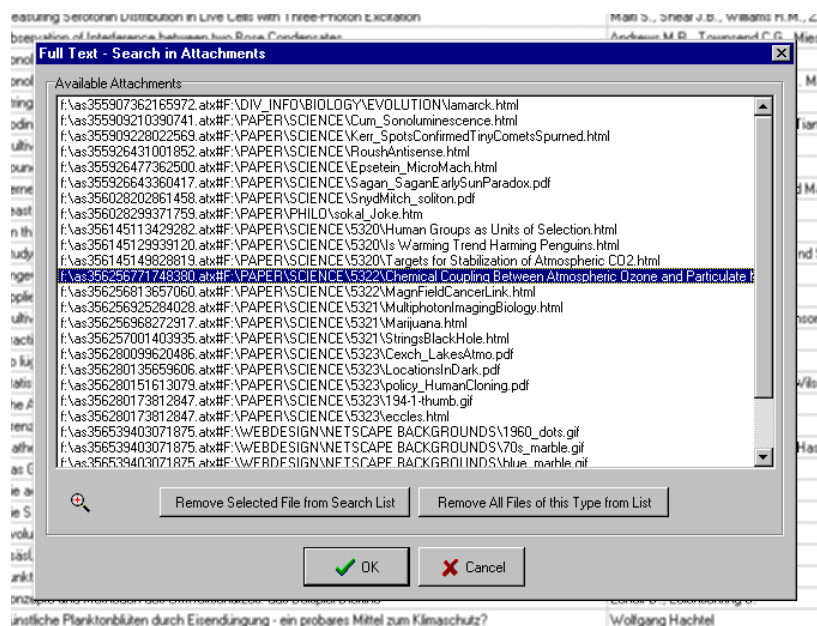 easuring Serotonin Distribution in Live Cells with Three-Photon Excitation
Maiti S., Shear J.B., Williams R.M., Z
bservation of Interference between two Bose Condensates
Andrews M.R., Townsend C.G., Mies
Full Text - Search in Attachments
Available Attachments
f:\as355907362165972.atx#F:\DIV_INFO\BIOLOGY\EVOLUTION\lamarck.html
f:\as355909210390741.atx#F:\PAPER\SCIENCE\Cum_Sonoluminescence.html
f:\as355909228022569.atx#F:\PAPER\SCIENCE\Kerr_SpotsConfirmedTinyCometsSpurned.html
f:\as355926431001852.atx#F:\PAPER\SCIENCE\RoushAntisense.html
f:\as355926477362500.atx#F:\PAPER\SCIENCE\Epsetein_MicroMach.html
f:\as355926643360417.atx#F:\PAPER\SCIENCE\Sagan_SaganEarlySunParadox.pdf
f:\as356028202861458.atx#F:\PAPER\SCIENCE\SnydMitch_soliton.pdf
f:\as356028299371759.atx#F:\PAPER\PHILO\sokal_Joke.htm
f:\as356145113429282.atx#F:\PAPER\SCIENCE\5320\Human Groups as Units of Selection.html
f:\as356145129939120.atx#F:\PAPER\SCIENCE\5320\Is Warming Trend Harming Penguins.html
f:\as356145149828819.atx#F:\PAPER\SCIENCE\5320\Targets for Stabilization of Atmospheric CO2.html
f:\as356256771748380.atx#F:\PAPER\SCIENCE\5322\Chemical Coupling Between Atmospheric Ozone and Particulate
f:\as356256813657060.atx#F:\PAPER\SCIENCE\5322\MagnFieldCancerLink.html
f:\as356256925284028.atx#F:\PAPER\SCIENCE\5321\MultiphotonImagingBiology.html
f:\as356256968272917.atx#F:\PAPER\SCIENCE\5321\Marijuana.html
f:\as356257001403935.atx#F:\PAPER\SCIENCE\5321\StringsBlackHole.html
f:\as356280099620486.atx#F:\PAPER\SCIENCE\5323\Cexch_LakesAtmo.pdf
f:\as356280135659606.atx#F:\PAPER\SCIENCE\5323\LocationsInDark.pdf
f:\as356280151613079.atx#F:\PAPER\SCIENCE\5323\policy_HumanCloning.pdf
f:\as356280173812847.atx#F:\PAPER\SCIENCE\5323\194-1-thumb.gif
f:\as356280173812847.atx#F:\PAPER\SCIENCE\5323\eccles.html
f:\as356539403071875.atx#F:\WEBDESIGN\NETSCAPE BACKGROUNDS\1960_dots.gif
f:\as356539403071875.atx#F:\WEBDESIGN\NETSCAPE BACKGROUNDS\70s_marble.gif
f:\as356539403071875.atx#F:\WEBDESIGN\NETSCAPE BACKGROUNDS\blue_marble.gif
Remove Selected File from Search List
Remove All Files of this Type from List
OK
Cancel
ünstliche Planktonblüten durch Eisendüngung - ein probares Mittel zum Klimaschutz?
Wolfgang Hachtel